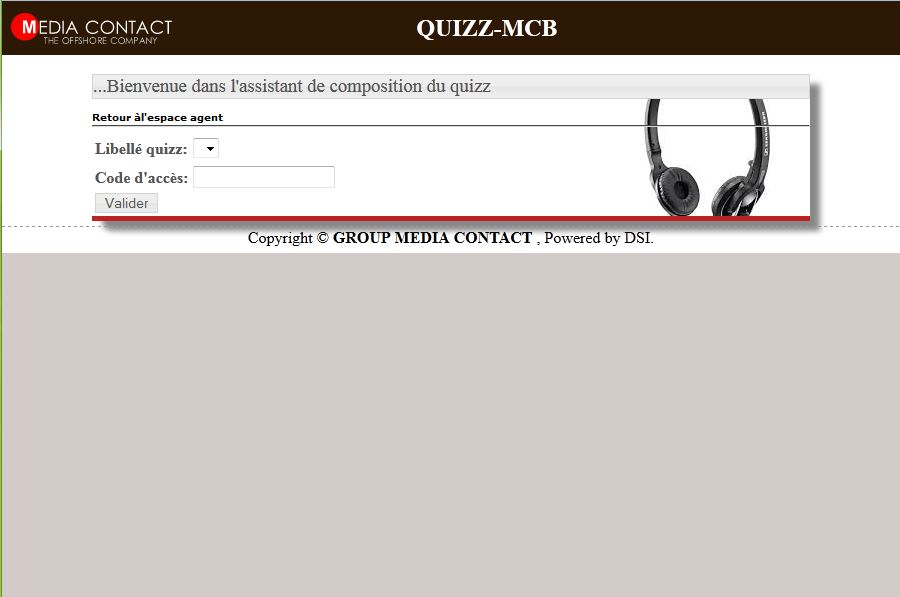 MEDIA CONTACT
THE OFFSHORE COMPANY
QUIZZ-MCB
...Bienvenue dans l'assistant de composition du quizz
Retour àl'espace agent
Libellé quizz:
Code d'accès:
Valider
Copyright © GROUP MEDIA CONTACT , Powered by DSI.